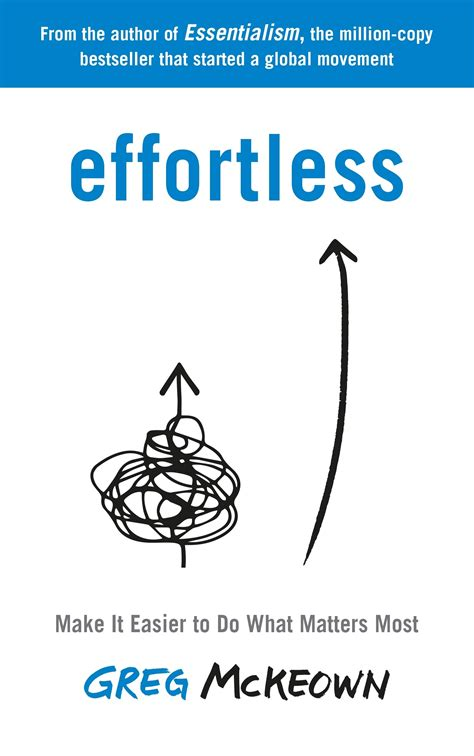 From the author of Essentialism, the million-copy
bestseller that started a global movement
effortless
Make It Easier to Do What Matters Most
GREG McKEOWN